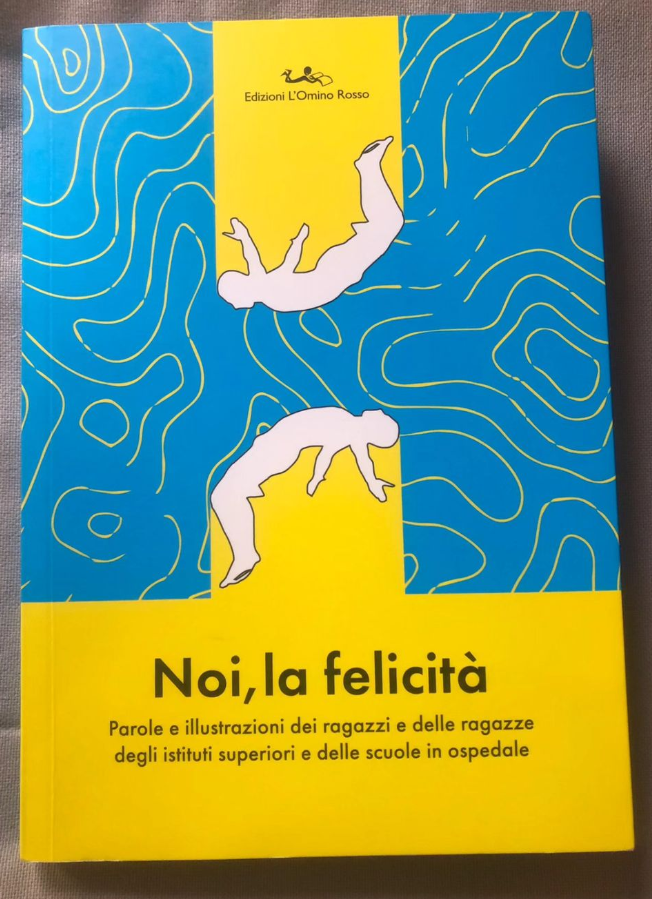 Edizioni L'Omino Rosso
Noi, la felicità
Parole e illustrazioni dei ragazzi e delle ragazze
degli istituti superiori e delle scuole in ospedale